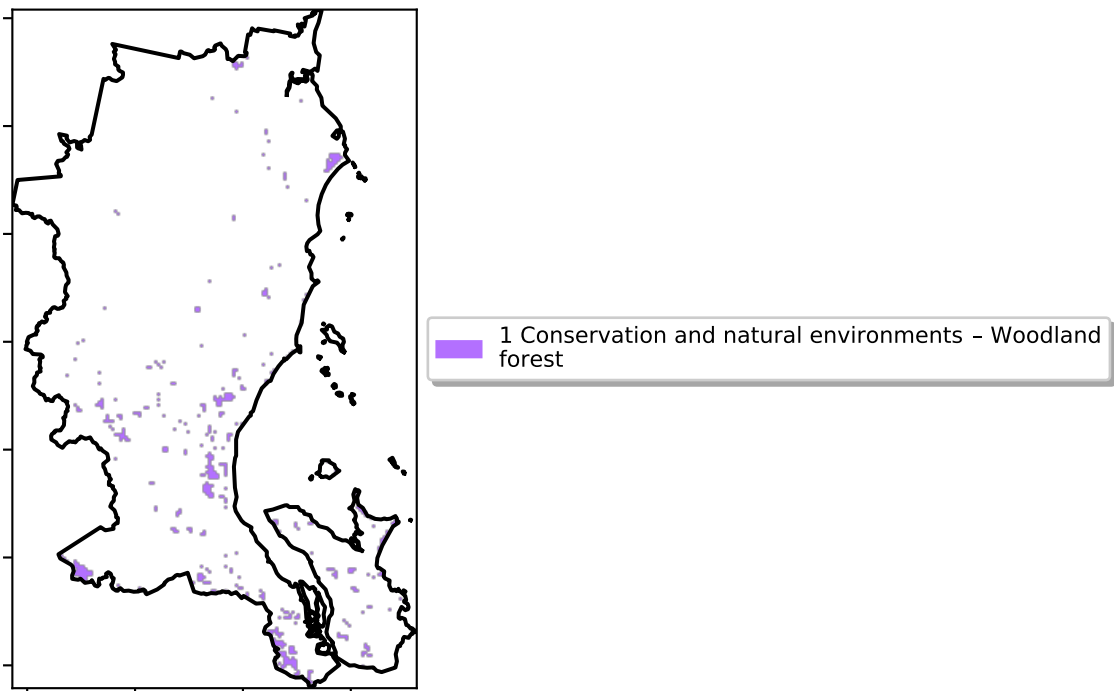 1 Conservation and natural environments – Woodland
forest